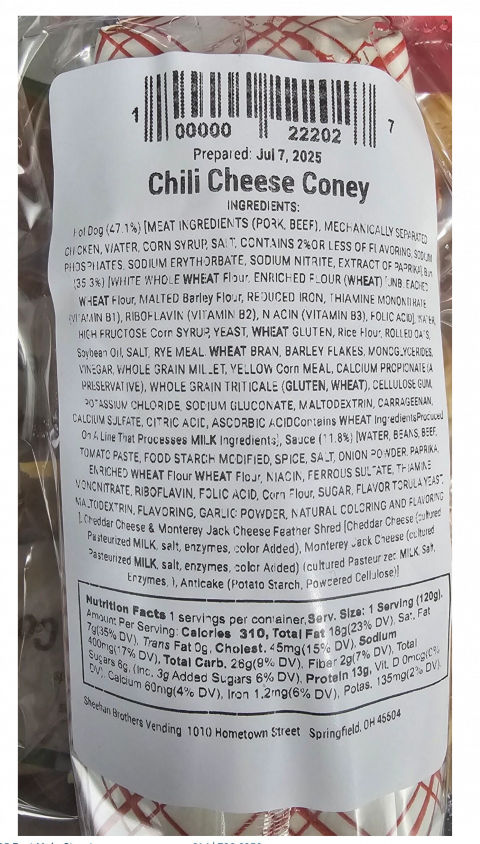 1 00000 22202 7
Prepared: Jul 7, 2025
Chili Cheese Coney
INGREDIENTS:
Hot Dog (47.1%) [MEAT INGREDIENTS (PORK, BEEF), MECHANICALLY SEPARATED
CHICKEN, WATER, CORN SYRUP, SALT, CONTAINS 2% OR LESS OF FLAVORING, SODIUM
PHOSPHATES, SODIUM ERYTHORBATE, SODIUM NITRITE, EXTRACT OF PAPRIKA], Bun
(35.3%) [WHITE WHOLE WHEAT Flour, ENRICHED FLOUR (WHEAT) [UNBLEACHED
WHEAT Flour, MALTED Barley Flour, REDUCED IRON, THIAMINE MONONITRATE
(VITAMIN B1), RIBOFLAVIN (VITAMIN B2), NIACIN (VITAMIN B3), FOLIC ACID], WATER,
HIGH FRUCTOSE Corn SYRUP, YEAST, WHEAT GLUTEN, Rice Flour, ROLLED OATS,
Soybean Oil, SALT, RYE MEAL, WHEAT BRAN, BARLEY FLAKES, MONOGLYCERIDES,
VINEGAR, WHOLE GRAIN MILLET, YELLOW Corn MEAL, CALCIUM PROPIONATE (A
PRESERVATIVE), WHOLE GRAIN TRITICALE (GLUTEN, WHEAT), CELLULOSE GUM,
POTASSIUM CHLORIDE, SODIUM GLUCONATE, MALTODEXTRIN, CARRAGEENAN,
CALCIUM SULFATE, CITRIC ACID, ASCORBIC ACIDContains WHEAT IngredientsProduced
On A Line That Processes MILK Ingredients], Sauce (11.8%) [WATER, BEANS, BEEF,
TOMATO PASTE, FOOD STARCH MODIFIED, SPICE, SALT, ONION POWDER, PAPRIKA,
ENRICHED WHEAT Flour WHEAT Flour, NIACIN, FERROUS SULFATE, THIAMINE
MONONITRATE, RIBOFLAVIN, FOLIC ACID, Corn Flour, SUGAR, FLAVOR TORULA YEAST,
MALTODEXTRIN, FLAVORING, GARLIC POWDER, NATURAL COLORING AND FLAVORING
], Cheddar Cheese & Monterey Jack Cheese Feather Shred [Cheddar Cheese (cultured
Pasteurized MILK, salt, enzymes, color Added), Monterey Jack Cheese (cultured
Pasteurized MILK, salt, enzymes, color Added) (cultured Pasteurized MILK, Salt,
Enzymes, ), Anticake (Potato Starch, Powdered Cellulose)]
Nutrition Facts 1 servings per container, Serv. Size: 1 Serving (120g),
Amount Per Serving: Calories 310, Total Fat 18g(23% DV), Sat. Fat
7g(35% DV), Trans Fat 0g, Cholest. 45mg(15% DV), Sodium
400mg(17% DV), Total Carb. 26g(9% DV), Fiber 2g(7% DV), Total
Sugars 6g, (Inc. 3g Added Sugars 6% DV), Protein 13g, Vit. D 0mcg(0%
DV), Calcium 60mg(4% DV), Iron 1.2mg(6% DV), Potas. 135mg(2% DV).
Sheehan Brothers Vending 1010 Hometown Street Springfield, OH 45504